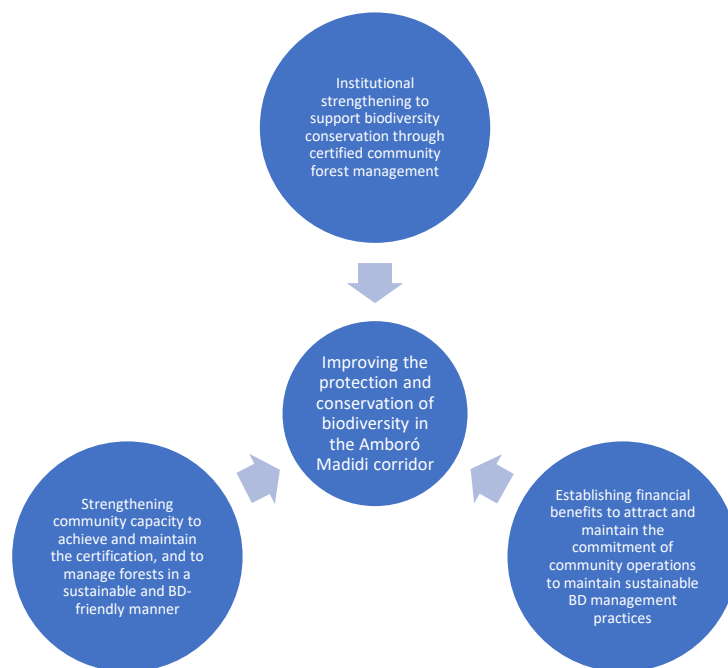 Institutional
strengthening to
support biodiversity
conservation through
certified community
forest management
Improving the
protection and
conservation of
biodiversity in
the Amboró
Madidi corridor
Strengthening
community capacity to
achieve and maintain
the certification, and to
manage forests in a
sustainable and BD-
friendly manner
Establishing financial
benefits to attract and
maintain the
commitment of
community operations
to maintain sustainable
BD management
practices